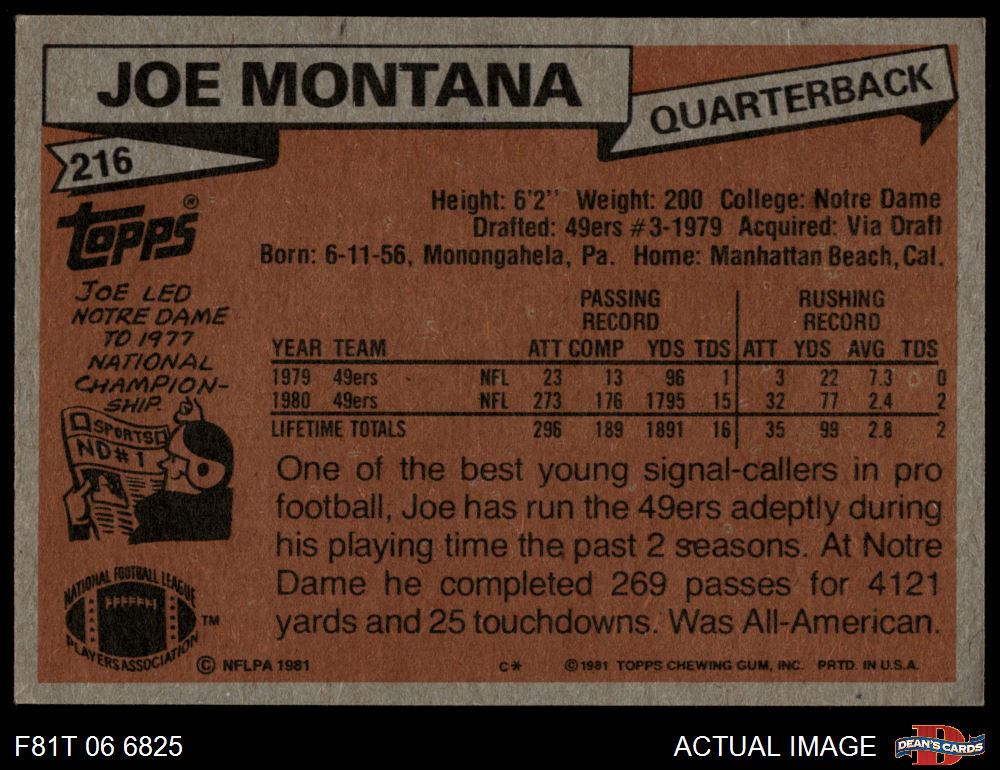 JOE MONTANA
QUARTERBACK
216
Topps®
Height: 6'2" Weight: 200 College: Notre Dame
Drafted: 49ers #3-1979 Acquired: Via Draft
Born: 6-11-56, Monongahela, Pa. Home: Manhattan Beach, Cal.
JOE LED
NOTRE DAME
TO 1977
NATIONAL
CHAMPION-
SHIP.
SPORTS
ND#1
PASSING RUSHING
RECORD RECORD
YEAR TEAM ATT COMP YDS TDS ATT YDS AVG TDS
1979 49ers NFL 23 13 96 1 3 22 7.3 0
1980 49ers NFL 273 176 1795 15 32 77 2.4 2
LIFETIME TOTALS 296 189 1891 16 35 99 2.8 2
One of the best young signal-callers in pro
football, Joe has run the 49ers adeptly during
his playing time the past 2 seasons. At Notre
Dame he completed 269 passes for 4121
yards and 25 touchdowns. Was All-American.
NATIONAL FOOTBALL LEAGUE
PLAYERS ASSOCIATION
TM
© NFLPA 1981
C* © 1981 TOPPS CHEWING GUM, INC. PRTD. IN U.S.A.
F81T 06 6825
ACTUAL IMAGE
D
DEAN'S CARDS